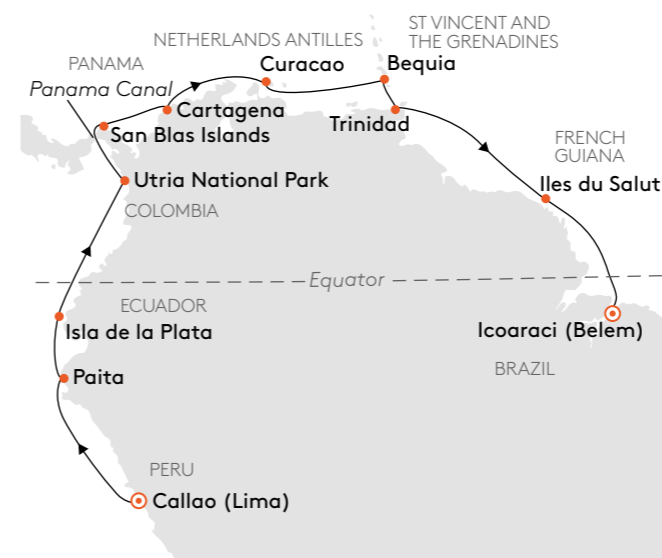 ST VINCENT AND
THE GRENADINES
NETHERLANDS ANTILLES
PANAMA
Curacao
Bequia
Panama Canal
Cartagena
Trinidad
San Blas Islands
FRENCH
GUIANA
Utria National Park
Iles du Salut
COLOMBIA
Equator
ECUADOR
Isla de la Plata
Icoaraci (Belem)
BRAZIL
Paita
PERU
Callao (Lima)